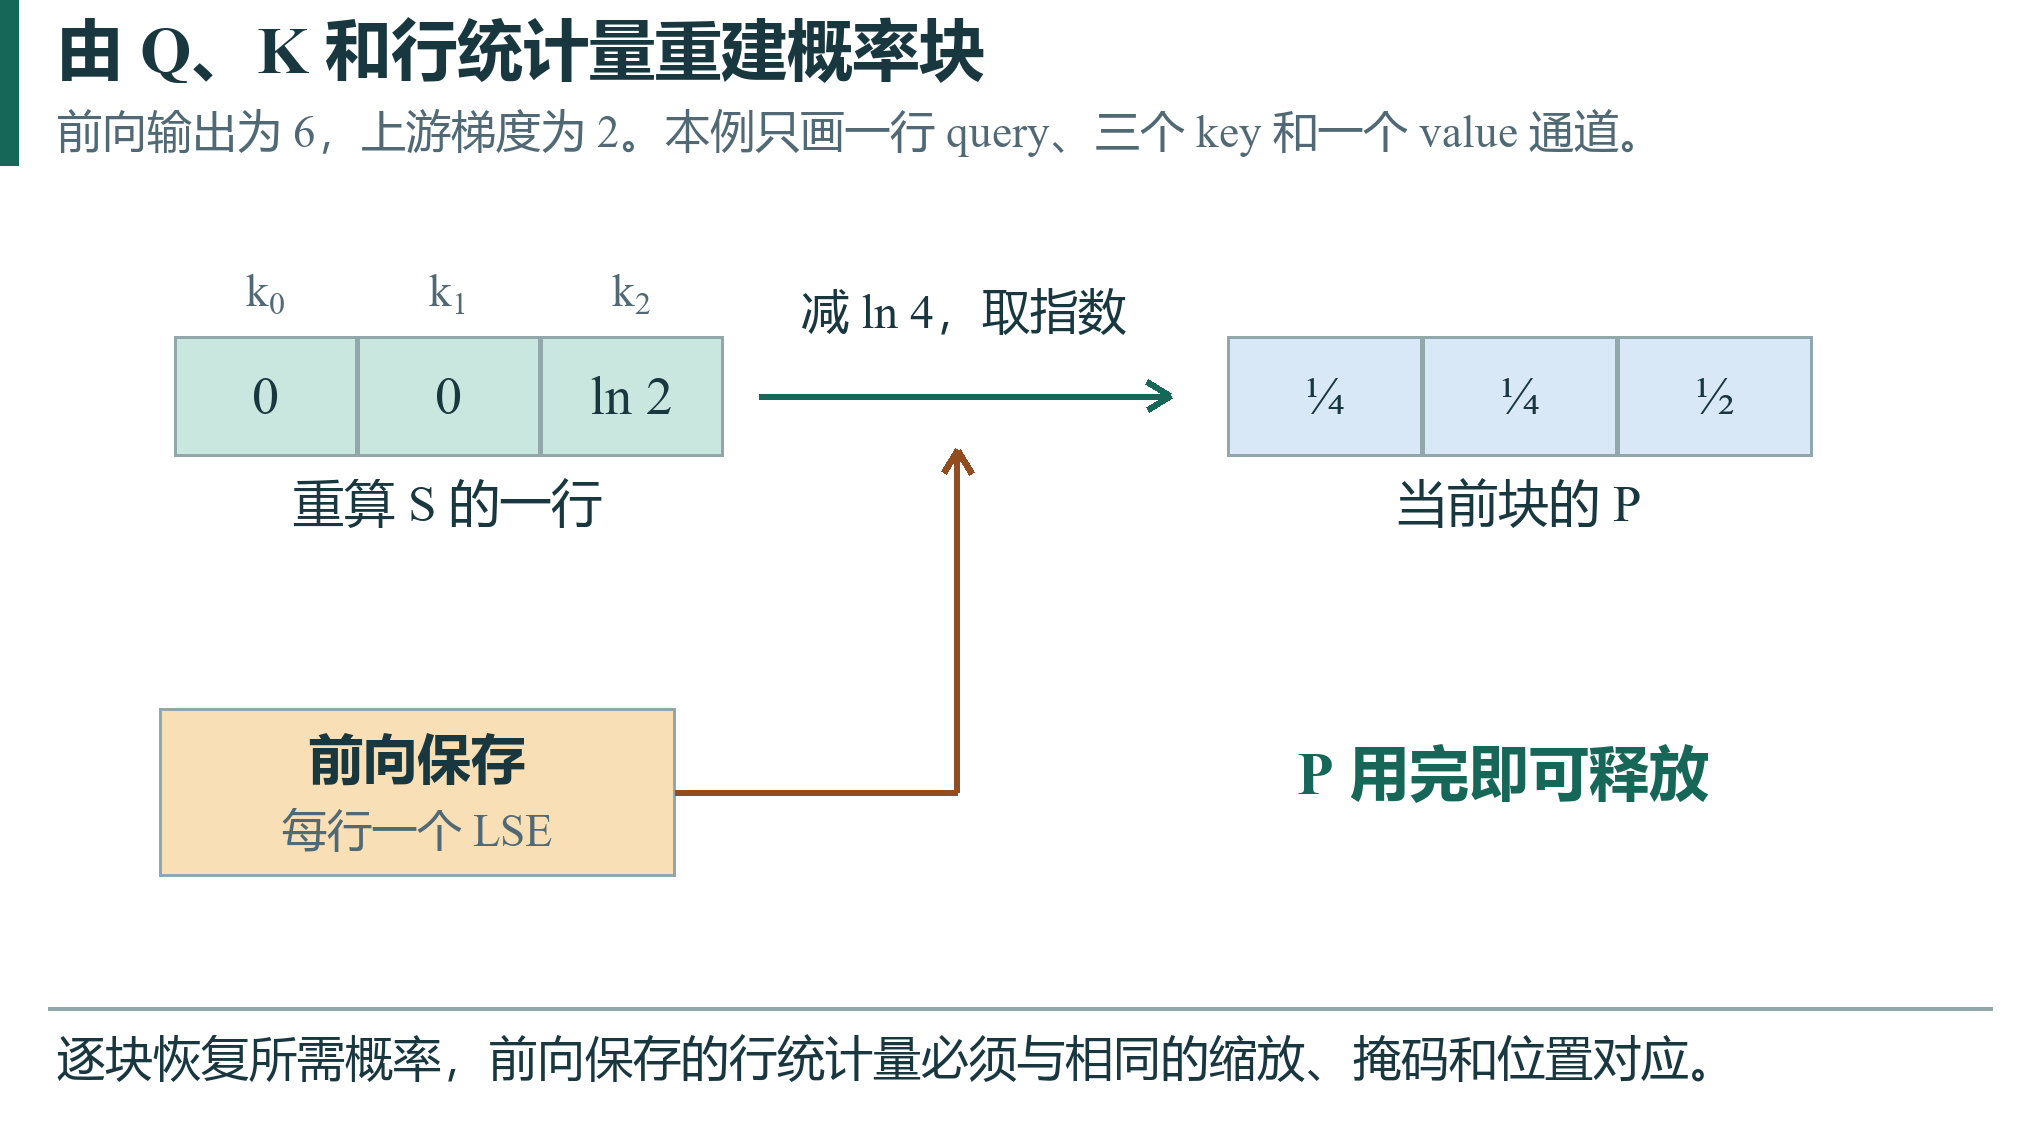 由 Q、K 和行统计量重建概率块
前向输出为 6，上游梯度为 2。本例只画一行 query、三个 key 和一个 value 通道。
k₀ k₁ k₂
减 ln 4，取指数
0 0 ln 2
¼ ¼ ½
重算 S 的一行
当前块的 P
前向保存
每行一个 LSE
P 用完即可释放
逐块恢复所需概率，前向保存的行统计量必须与相同的缩放、掩码和位置对应。